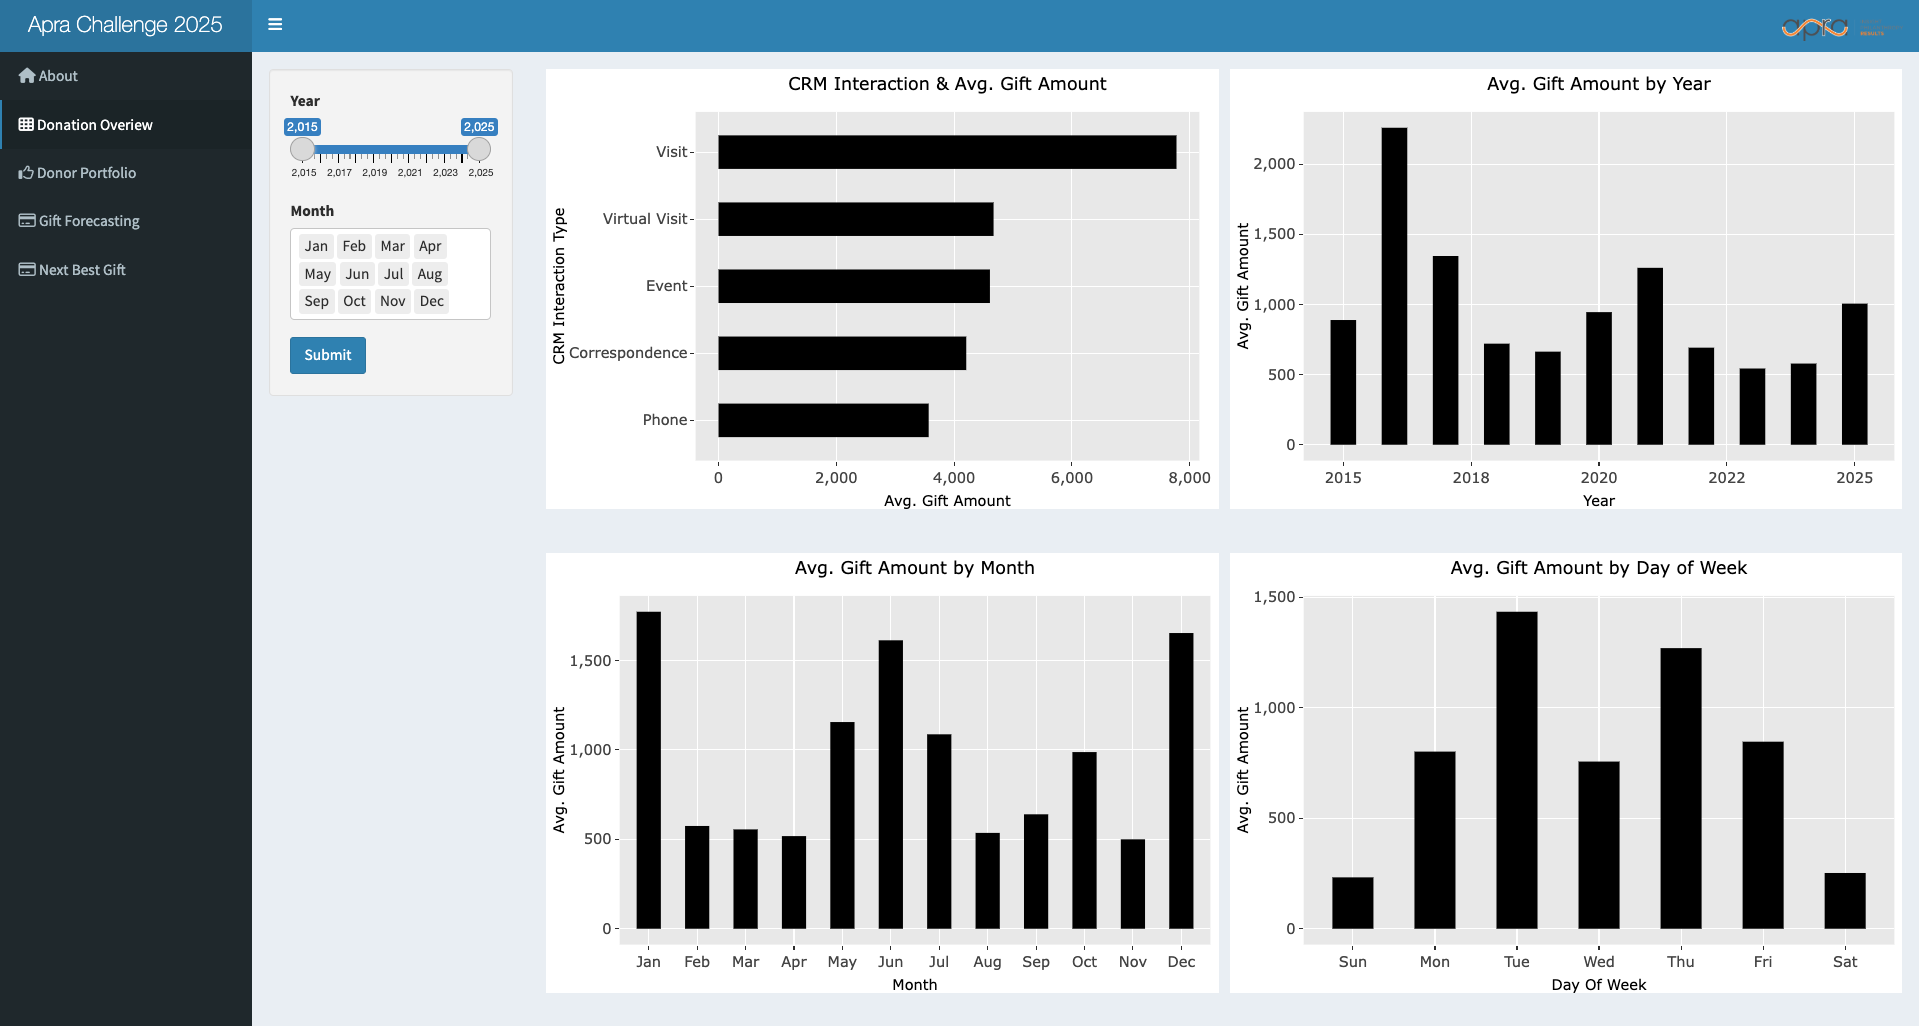 Apra Challenge 2025
apra
RESULTS
About
Donation Overiew
Donor Portfolio
Gift Forecasting
Next Best Gift
Year
2,015 2,025
2,015 2,017 2,019 2,021 2,023 2,025
Month
Jan Feb Mar Apr
May Jun Jul Aug
Sep Oct Nov Dec
Submit
CRM Interaction & Avg. Gift Amount
CRM Interaction Type
Visit
Virtual Visit
Event
Correspondence
Phone
0 2,000 4,000 6,000 8,000
Avg. Gift Amount
Avg. Gift Amount by Year
Avg. Gift Amount
2,000
1,500
1,000
500
0
2015 2018 2020 2022 2025
Year
Avg. Gift Amount by Month
Avg. Gift Amount
1,500
1,000
500
0
Jan Feb Mar Apr May Jun Jul Aug Sep Oct Nov Dec
Month
Avg. Gift Amount by Day of Week
Avg. Gift Amount
1,500
1,000
500
0
Sun Mon Tue Wed Thu Fri Sat
Day Of Week